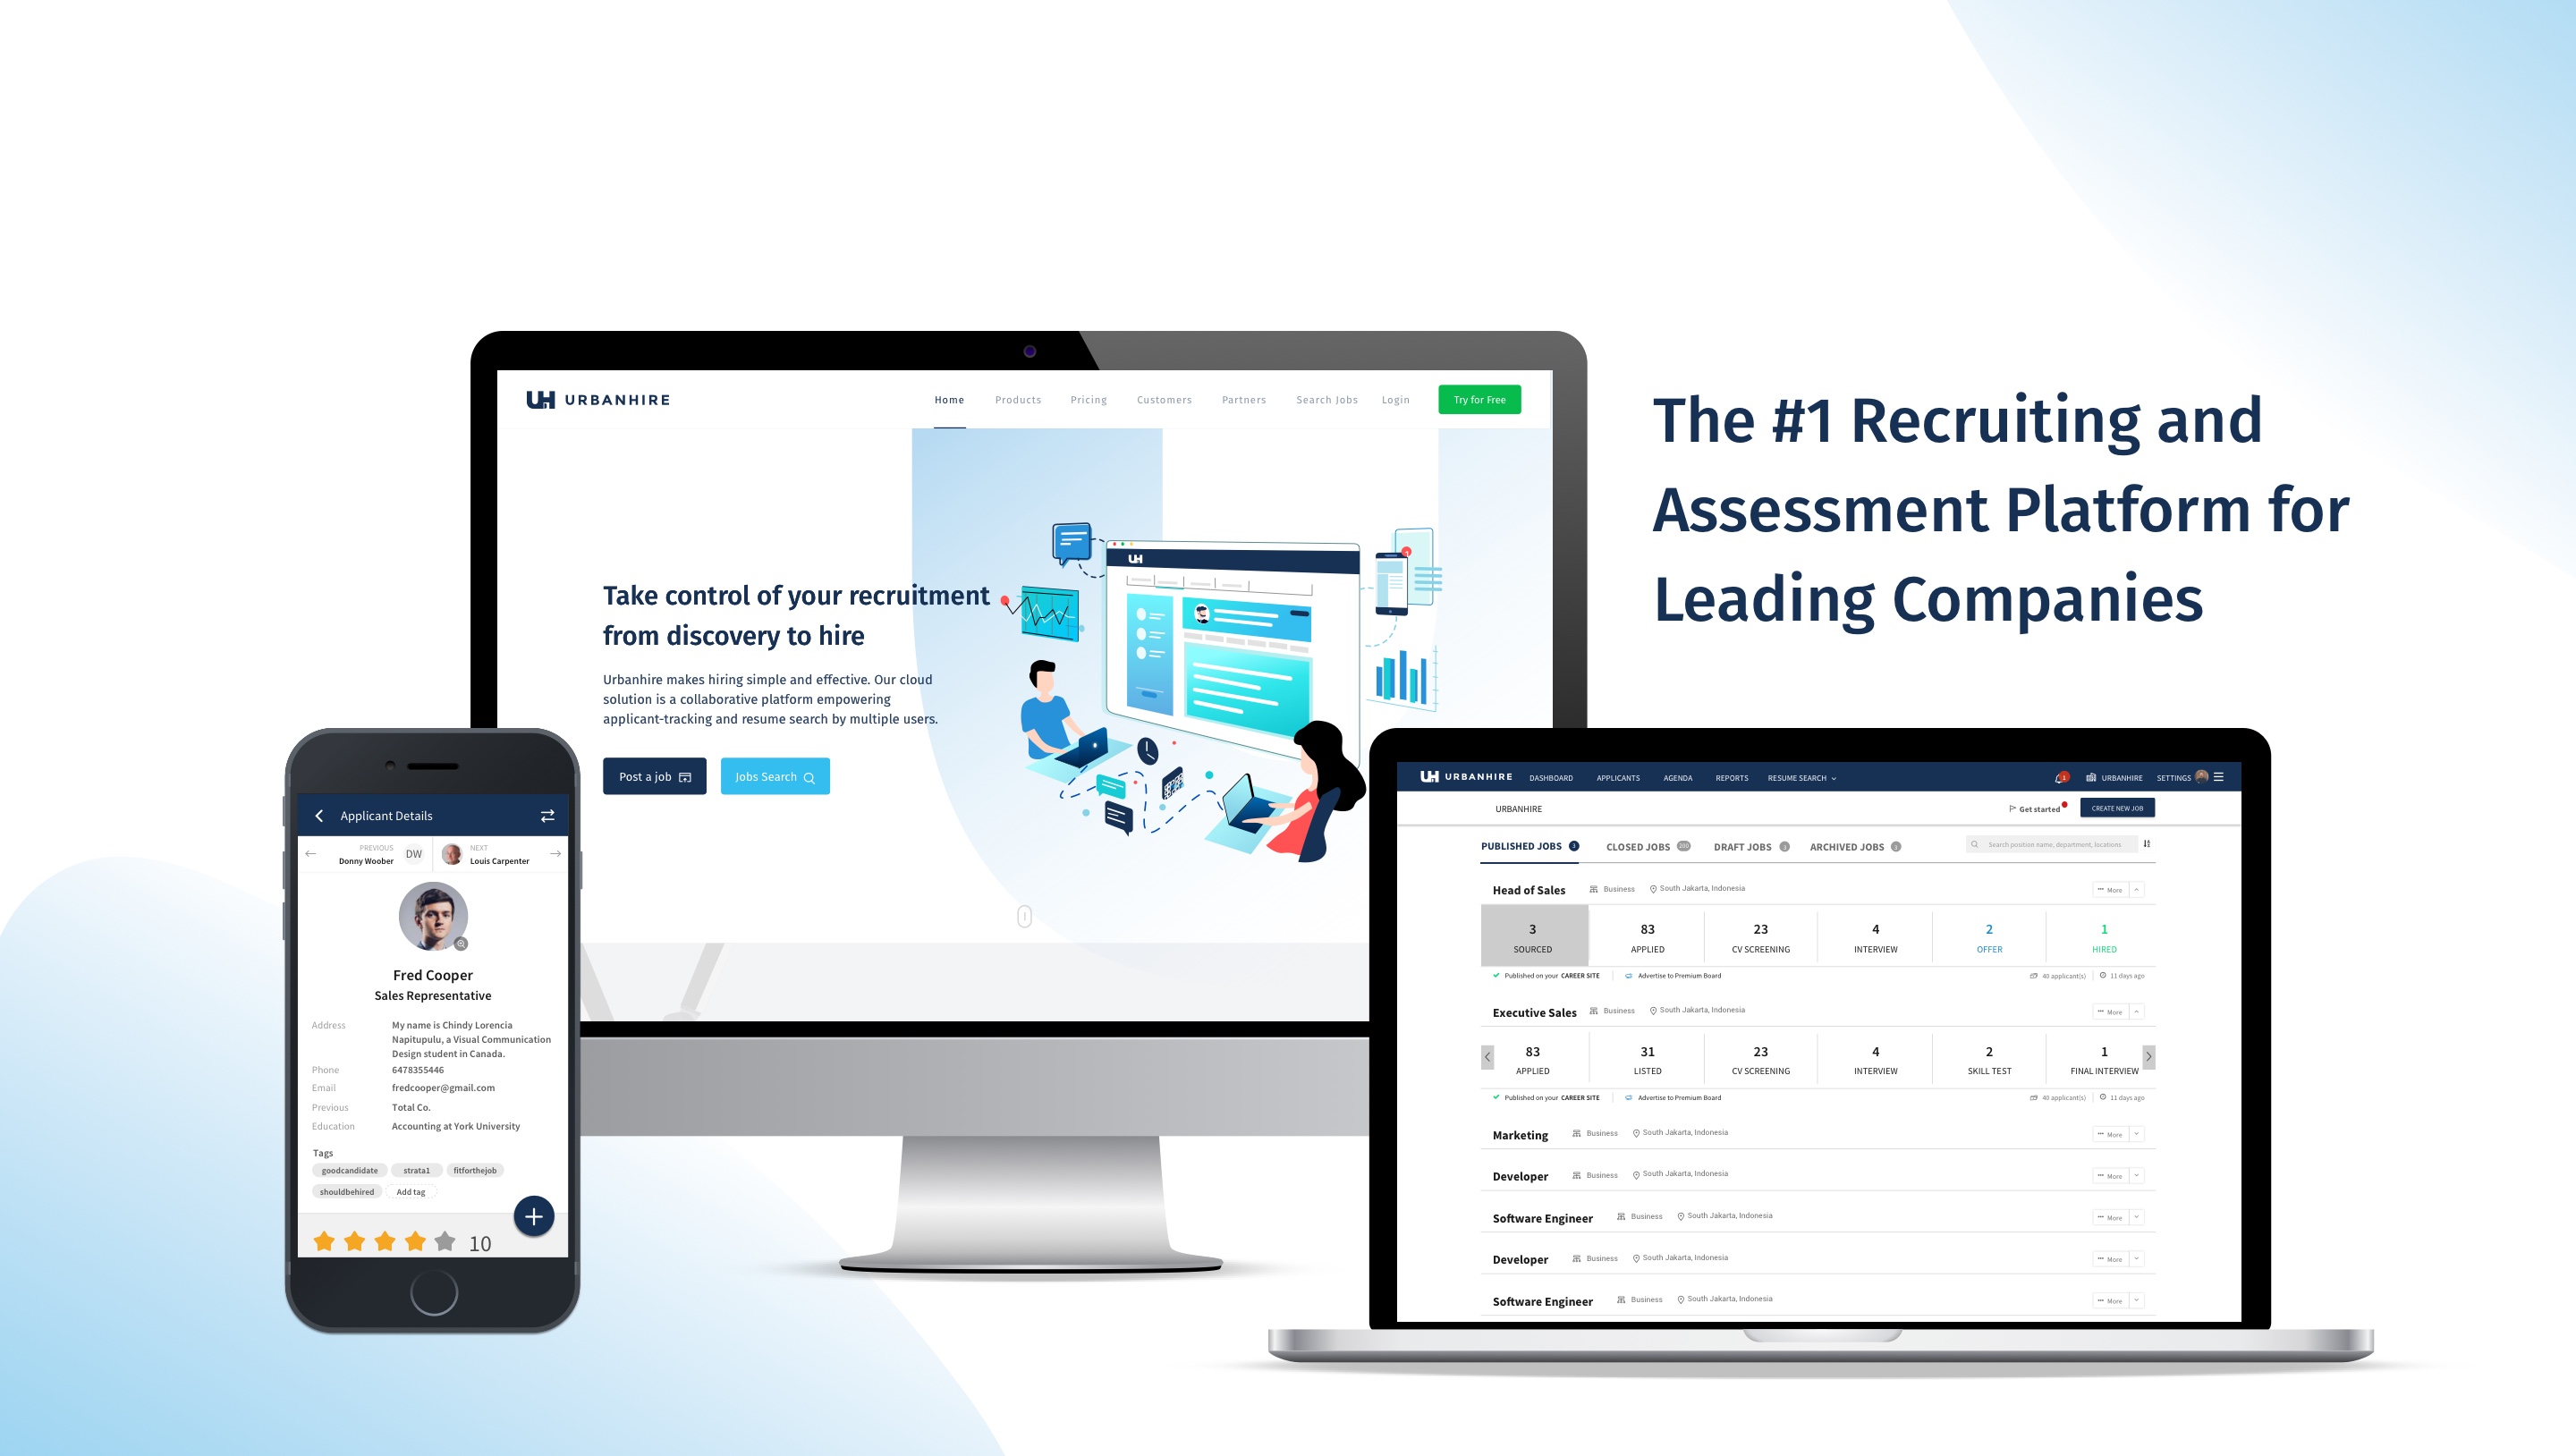 The #1 Recruiting and
Assessment Platform for
Leading Companies
UH URBANHIRE
Home Products Pricing Customers Partners Search Jobs Login Try for Free
Take control of your recruitment
from discovery to hire
Urbanhire makes hiring simple and effective. Our cloud
solution is a collaborative platform empowering
applicant-tracking and resume search by multiple users.
Post a job Jobs Search
UH
Applicant Details
PREVIOUS
Donny Woober DW
NEXT
Louis Carpenter
Fred Cooper
Sales Representative
Address My name is Chindy Lorencia
Napitupulu, a Visual Communication
Design student in Canada.
Phone 6478355446
Email fredcooper@gmail.com
Previous Total Co.
Education Accounting at York University
Tags
goodcandidate strata1 fitforthejob
shouldbehired Add tag
10
UH URBANHIRE DASHBOARD APPLICANTS AGENDA REPORTS RESUME SEARCH 1 URBANHIRE SETTINGS
URBANHIRE Get started CREATE NEW JOB
PUBLISHED JOBS CLOSED JOBS DRAFT JOBS ARCHIVED JOBS Search position name, department, locations
Head of Sales Business South Jakarta, Indonesia More
3 83 23 4 2 1
SOURCED APPLIED CV SCREENING INTERVIEW OFFER HIRED
Published on your CAREER SITE Advertise to Premium Board 40 applicant(s) 11 days ago
Executive Sales Business South Jakarta, Indonesia More
83 31 23 4 2 1
APPLIED LISTED CV SCREENING INTERVIEW SKILL TEST FINAL INTERVIEW
Published on your CAREER SITE Advertise to Premium Board 40 applicant(s) 11 days ago
Marketing Business South Jakarta, Indonesia More
Developer Business South Jakarta, Indonesia More
Software Engineer Business South Jakarta, Indonesia More
Developer Business South Jakarta, Indonesia More
Software Engineer Business South Jakarta, Indonesia More